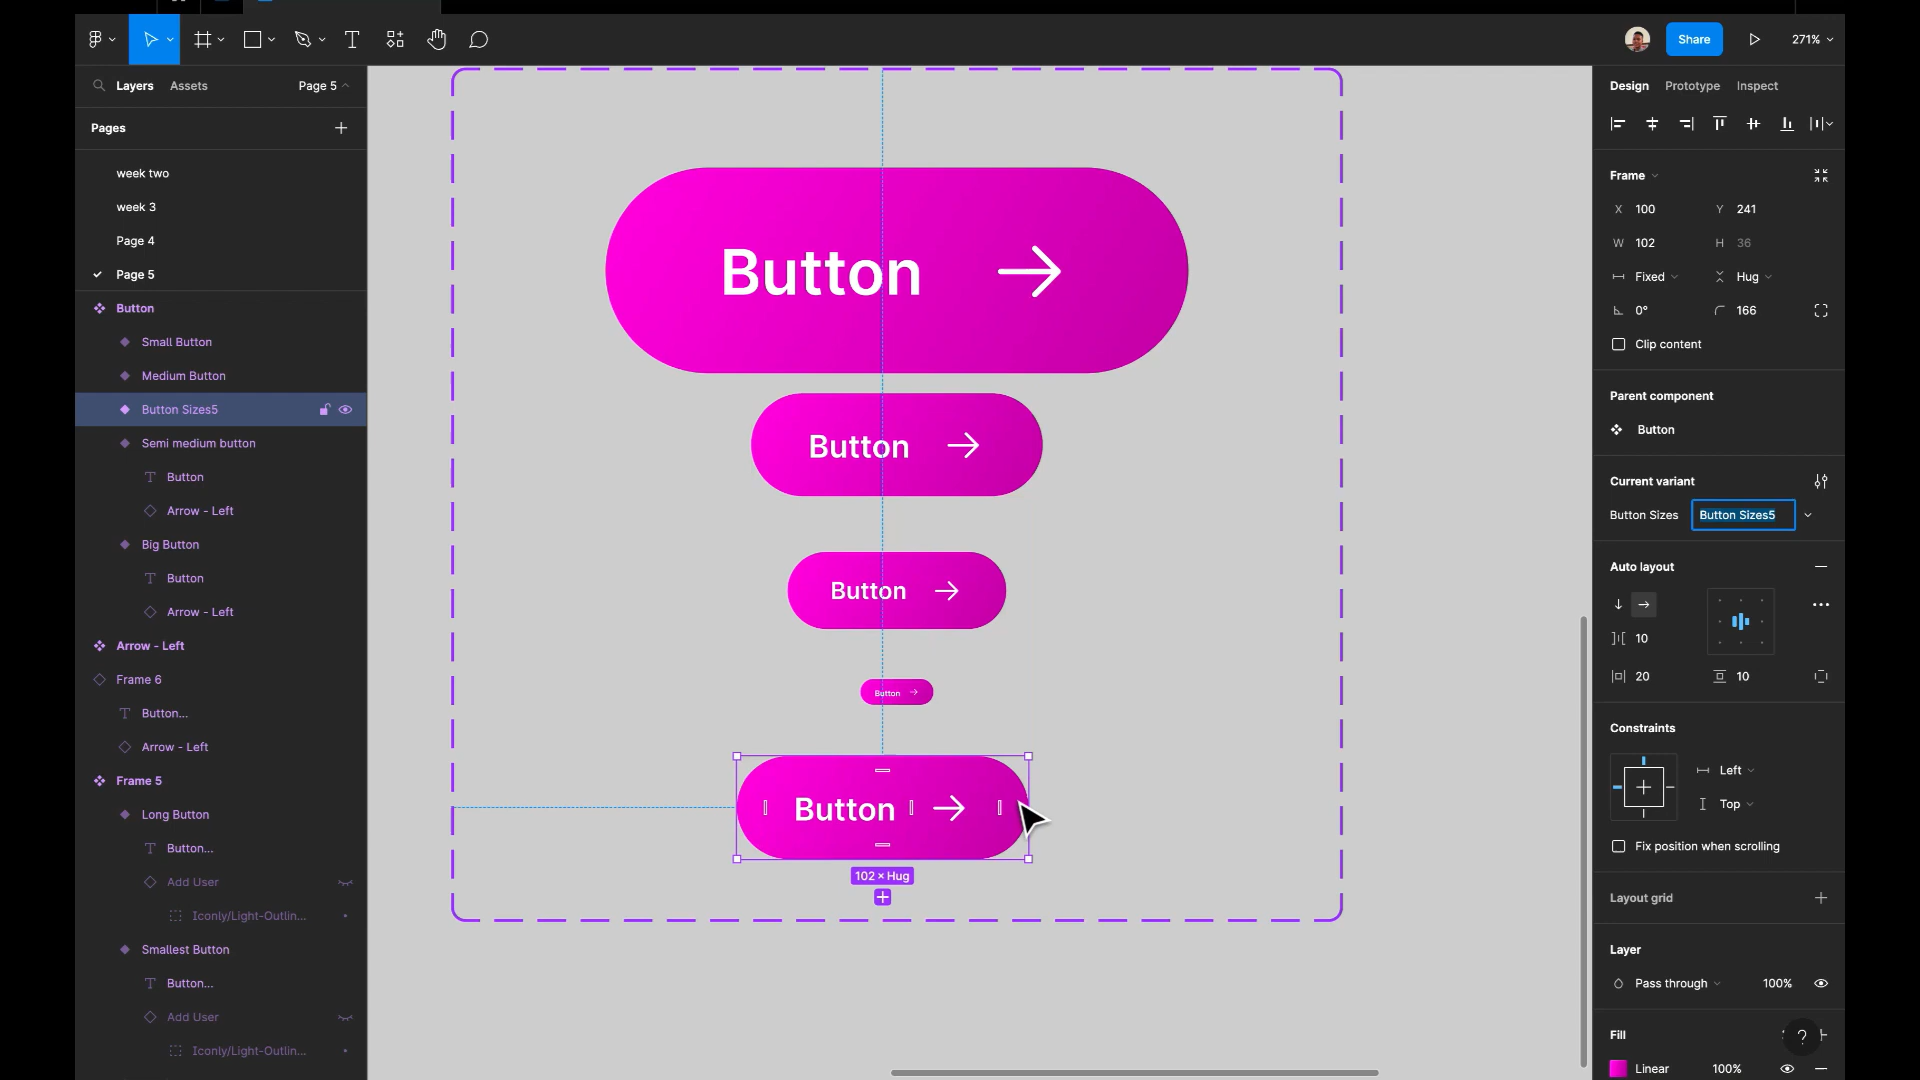 Share
271%
Layers
Assets
Page 5
Pages
week two
week 3
Page 4
Page 5
Button
Small Button
Medium Button
Button Sizes5
Semi medium button
Button
Arrow - Left
Big Button
Button
Arrow - Left
Arrow - Left
Frame 6
Button...
Arrow - Left
Frame 5
Long Button
Button...
Add User
Iconly/Light-Outlin...
Smallest Button
Button...
Add User
Iconly/Light-Outlin...
Button
Button
Button
Button
Button
102 × Hug
Design
Prototype
Inspect
Frame
X 100
Y 241
W 102
H 36
Fixed
Hug
0°
166
Clip content
Parent component
Button
Current variant
Button Sizes
Button Sizes5
Auto layout
10
20
10
Constraints
Left
Top
Fix position when scrolling
Layout grid
Layer
Pass through
100%
Fill
?
Linear
100%